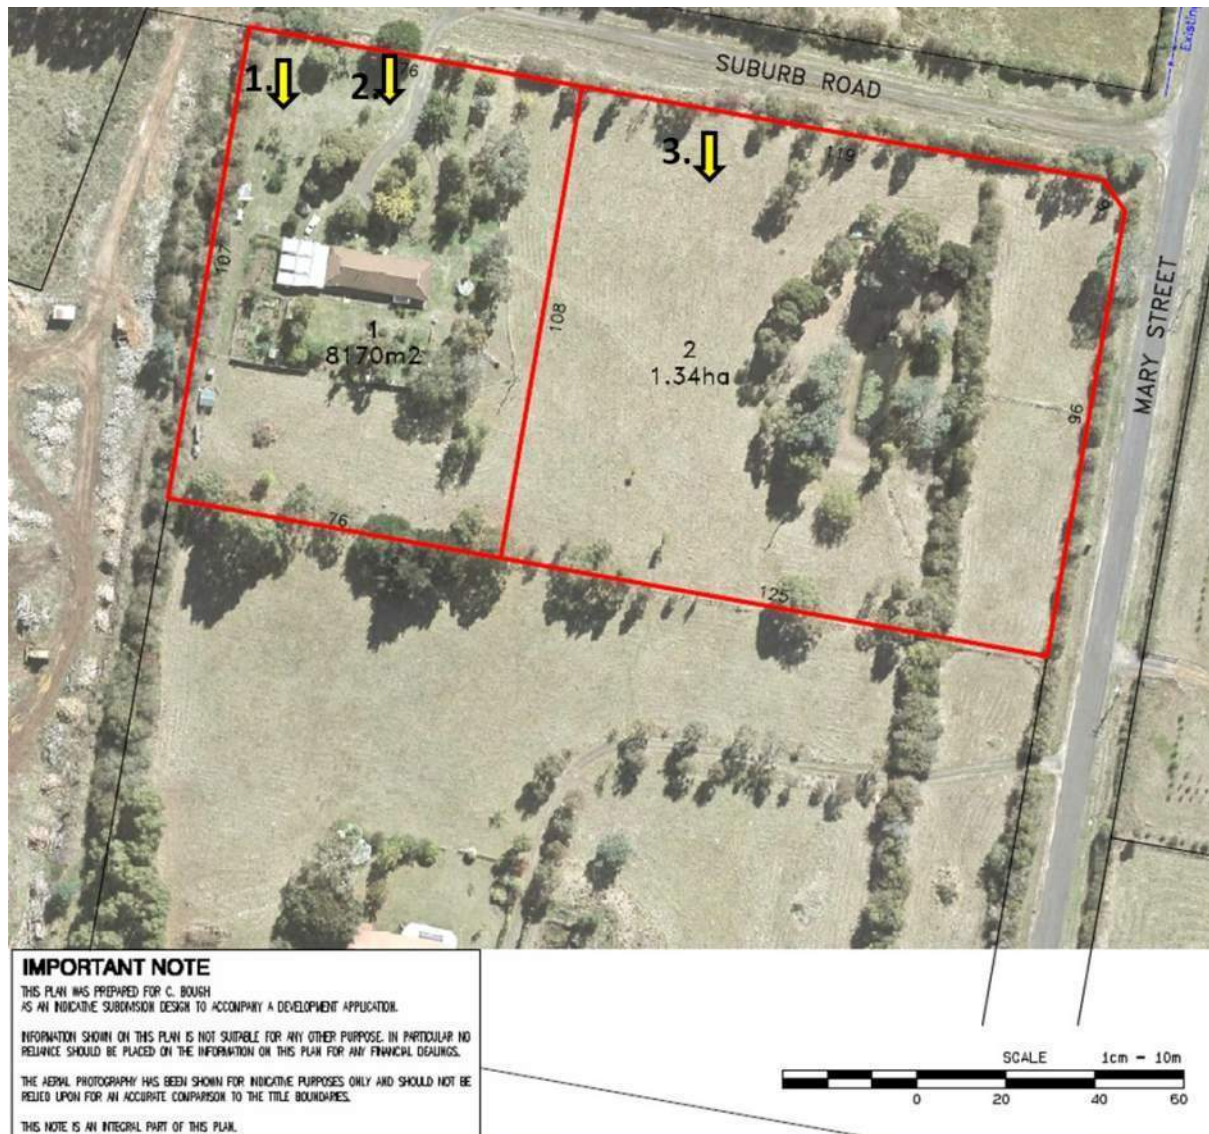 Existin
SUBURB ROAD
1.
2.
76
3.
119
107
108
1
8170m2
2
1.34ha
MARY STREET
96
76
125
IMPORTANT NOTE
THIS PLAN WAS PREPARED FOR C. BOUGH
AS AN INDICATIVE SUBDIVISION DESIGN TO ACCOMPANY A DEVELOPMENT APPLICATION.
INFORMATION SHOWN ON THIS PLAN IS NOT SUITABLE FOR ANY OTHER PURPOSE. IN PARTICULAR NO
RELIANCE SHOULD BE PLACED ON THE INFORMATION ON THIS PLAN FOR ANY FINANCIAL DEALINGS.
THE AERIAL PHOTOGRAPHY HAS BEEN SHOWN FOR INDICATIVE PURPOSES ONLY AND SHOULD NOT BE
RELIED UPON FOR AN ACCURATE COMPARISON TO THE TITLE BOUNDARIES.
THIS NOTE IS AN INTEGRAL PART OF THIS PLAN.
SCALE 1cm - 10m
0 20 40 60